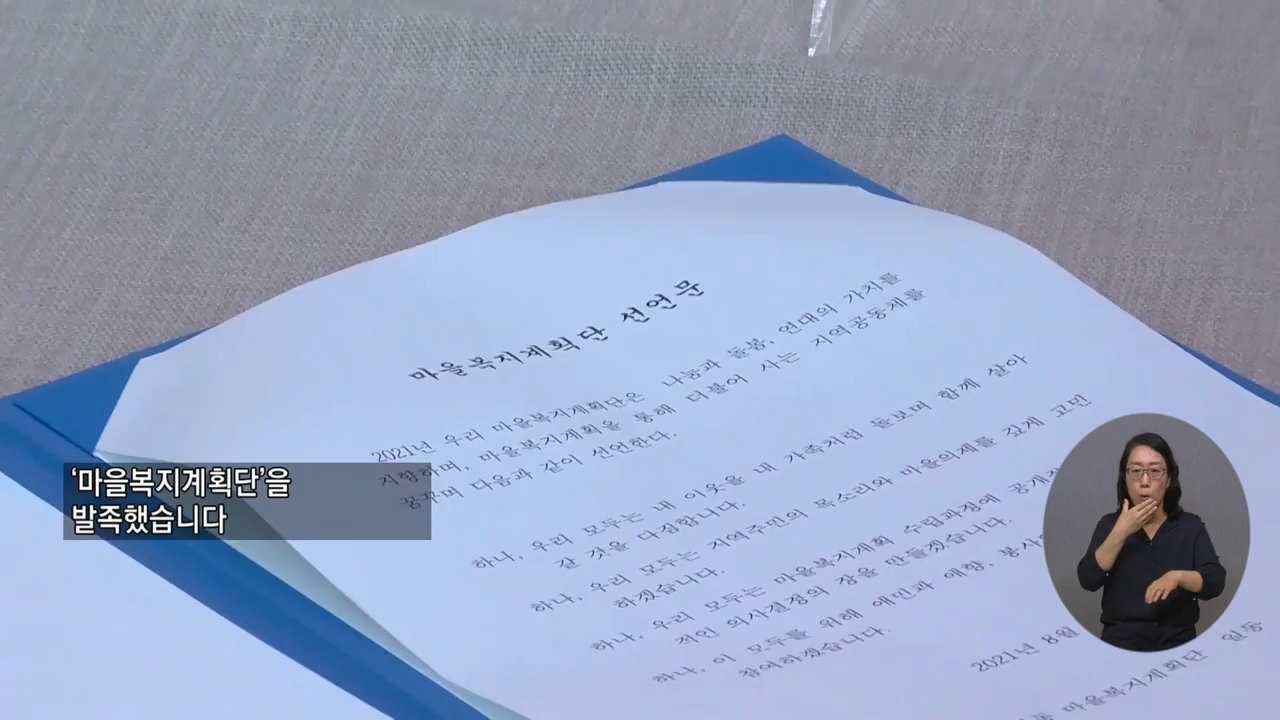 마을복지계획단 선언문
2021년 우리 마을복지계획단은 나눔과 돌봄, 연대의 가치를
지향하며, 마을복지계획을 통해 더불어 사는 지역공동체를
꿈꾸며 다음과 같이 선언한다.
하나, 우리 모두는 내 이웃을 내 가족처럼 돌보며 함께 살아
갈 것을 다짐합니다.
하나, 우리 모두는 지역주민의 목소리와 마을의제를 깊게 고민
하겠습니다.
하나, 우리 모두는 마을복지계획 수립과정에 공개
적인 의사결정의 장을 만들겠습니다.
하나, 이 모두를 위해 애민과 애향, 봉사
참여하겠습니다.
2021년 8월
마을복지계획단 일동
‘마을복지계획단’을
발족했습니다